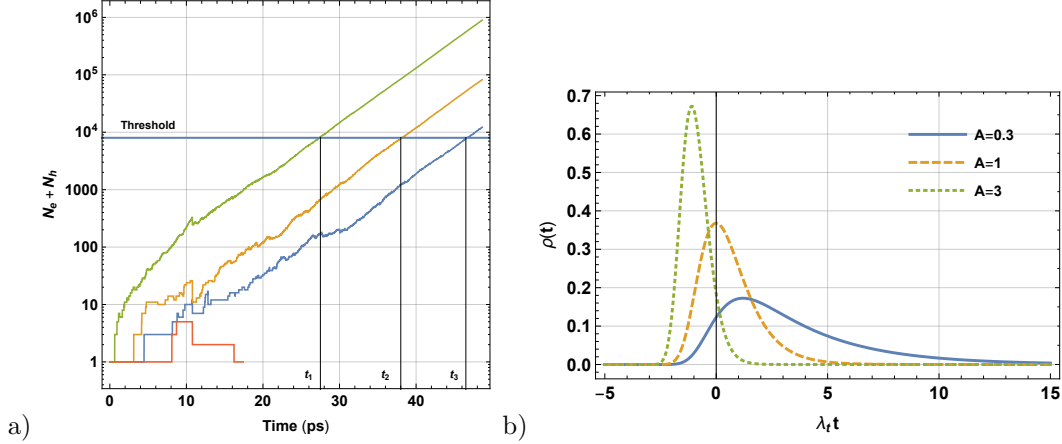 10^6
10^5
10^4
1000
100
10
1
N_e + N_h
Threshold
t_1
t_2
t_3
0
10
20
30
40
Time (ps)
a)
0.7
0.6
0.5
0.4
0.3
0.2
0.1
0.0
ρ(t)
A=0.3
A=1
A=3
−5
0
5
10
15
λ_t t
b)